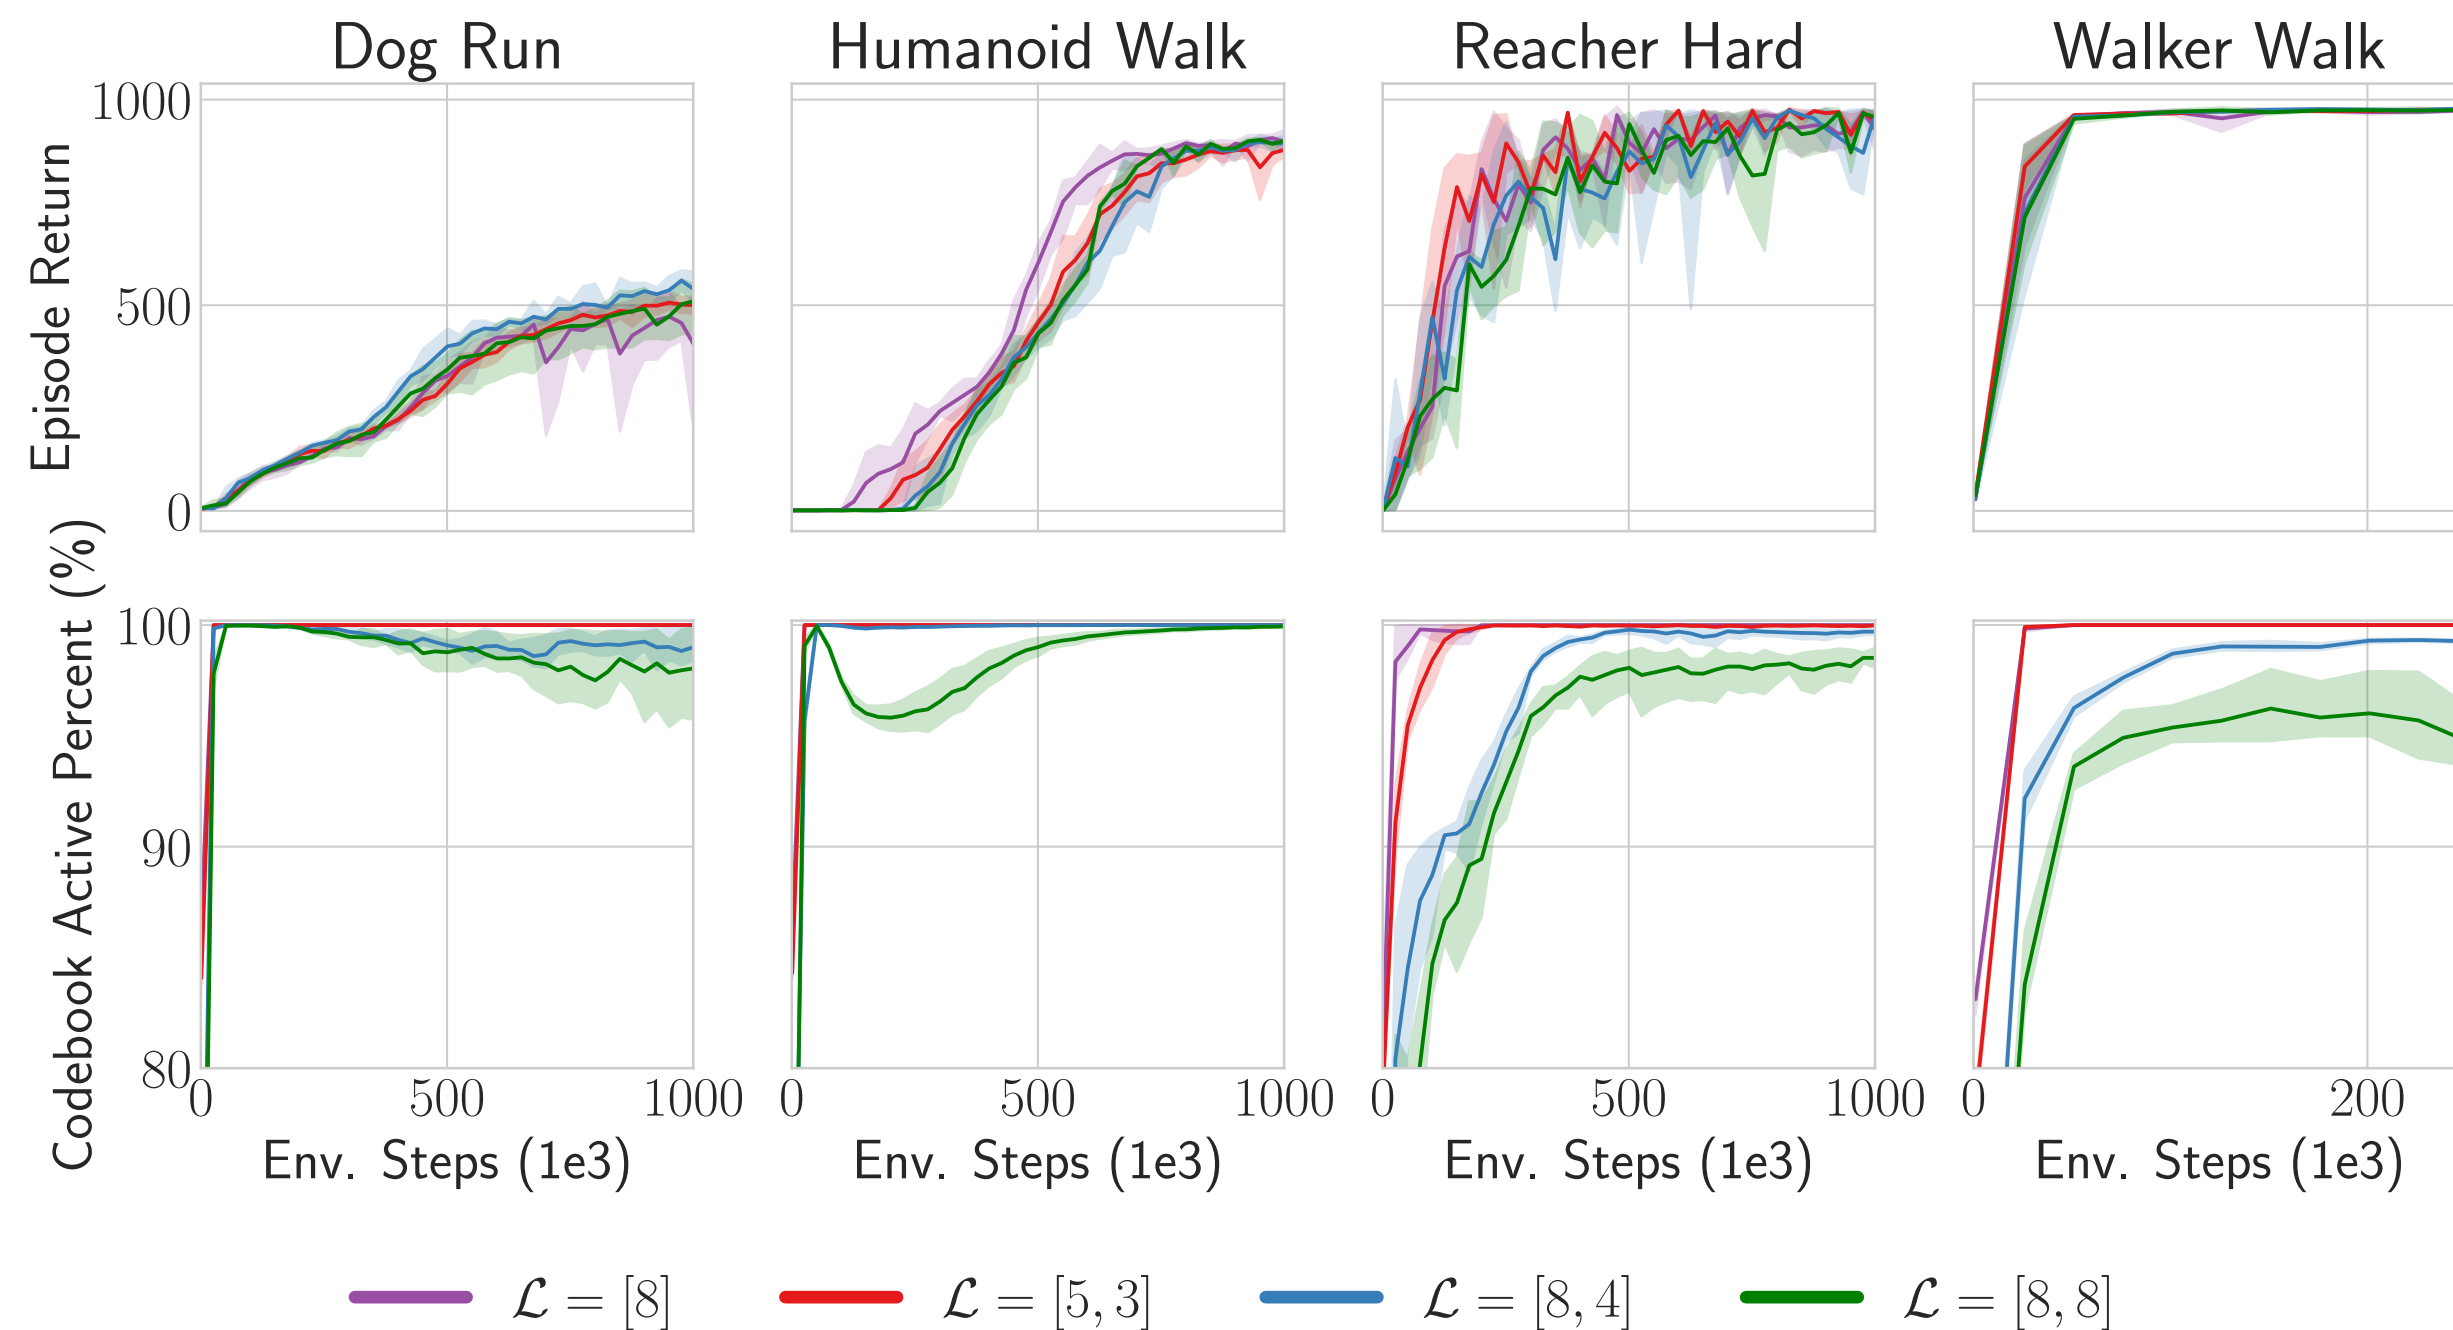 Dog Run Humanoid Walk Reacher Hard Walker Walk
Episode Return
1000
500
0
Codebook Active Percent (%)
100
90
80
0 500 1000 0 500 1000 0 500 1000 0 200
Env. Steps (1e3) Env. Steps (1e3) Env. Steps (1e3) Env. Steps (1e3)
ℒ = [8] ℒ = [5, 3] ℒ = [8, 4] ℒ = [8, 8]